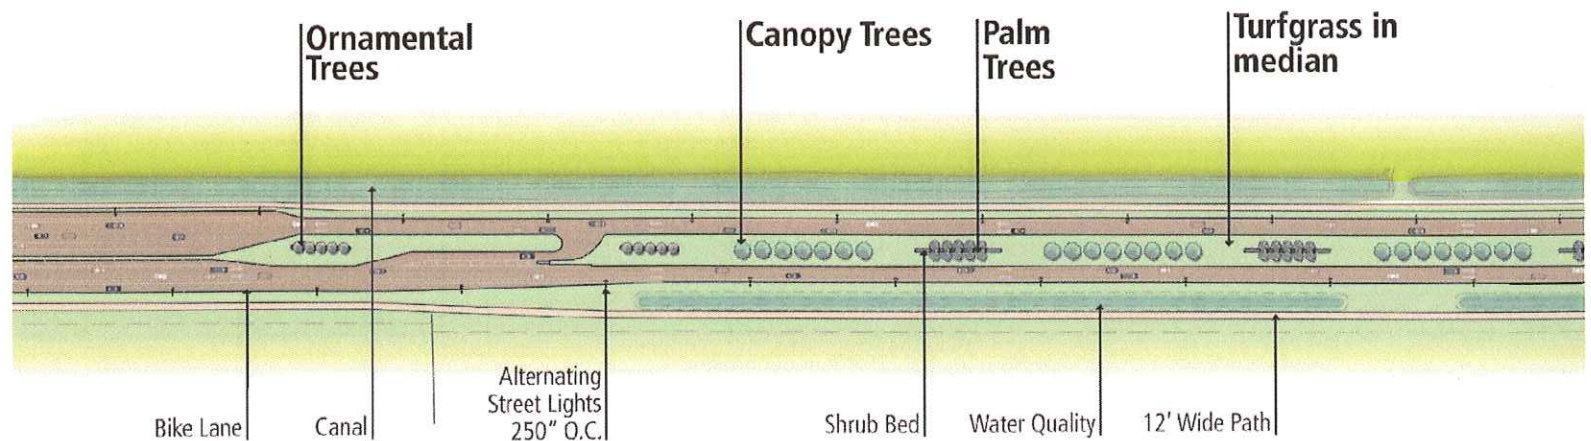 Ornamental
Trees
Canopy Trees
Palm
Trees
Turfgrass in
median
Bike Lane
Canal
Alternating
Street Lights
250" O.C.
Shrub Bed
Water Quality
12' Wide Path